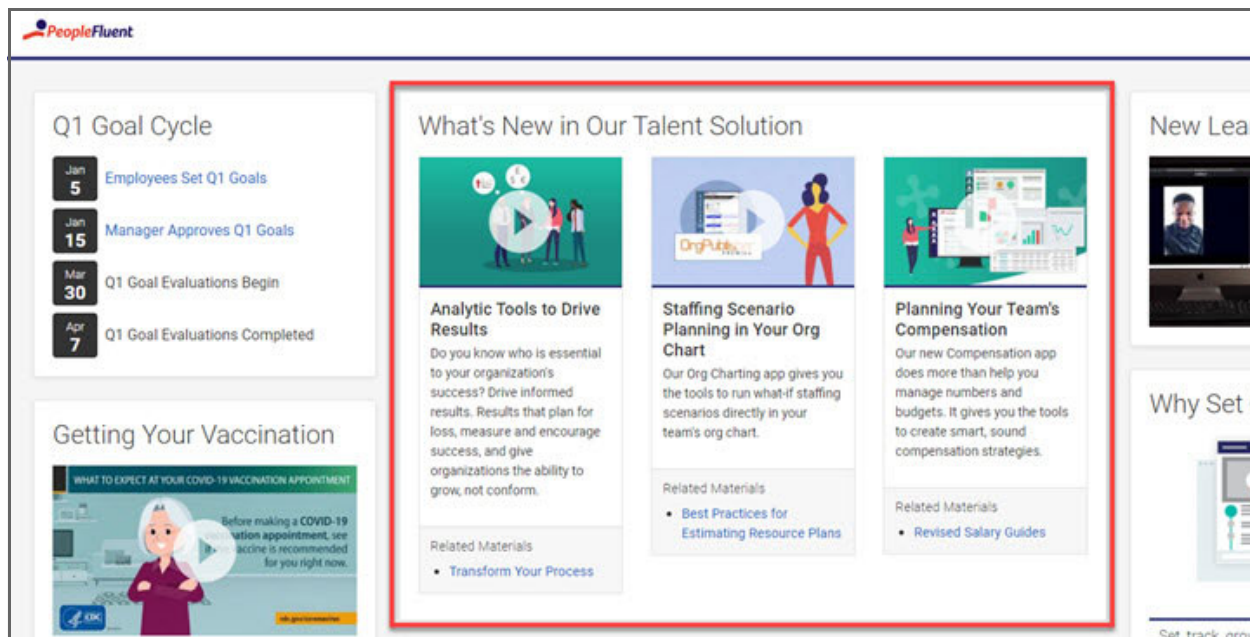 PeopleFluent
Q1 Goal Cycle
Jan
5
Employees Set Q1 Goals
Jan
15
Manager Approves Q1 Goals
Mar
30
Q1 Goal Evaluations Begin
Apr
7
Q1 Goal Evaluations Completed
Getting Your Vaccination
WHAT TO EXPECT AT YOUR COVID-19 VACCINATION APPOINTMENT
Before making a COVID-19
vaccination appointment, see
vaccine is recommended
for you right now.
CDC
What's New in Our Talent Solution
Analytic Tools to Drive
Results
Do you know who is essential
to your organization's
success? Drive informed
results. Results that plan for
loss, measure and encourage
success, and give
organizations the ability to
grow, not conform.
Related Materials
• Transform Your Process
OrgPublisher
PREMIER
Staffing Scenario
Planning in Your Org
Chart
Our Org Charting app gives you
the tools to run what-if staffing
scenarios directly in your
team's org chart.
Related Materials
• Best Practices for
Estimating Resource Plans
Planning Your Team's
Compensation
Our new Compensation app
does more than help you
manage numbers and
budgets. It gives you the tools
to create smart, sound
compensation strategies.
Related Materials
• Revised Salary Guides
New Lea
Why Set
Set, track, grou